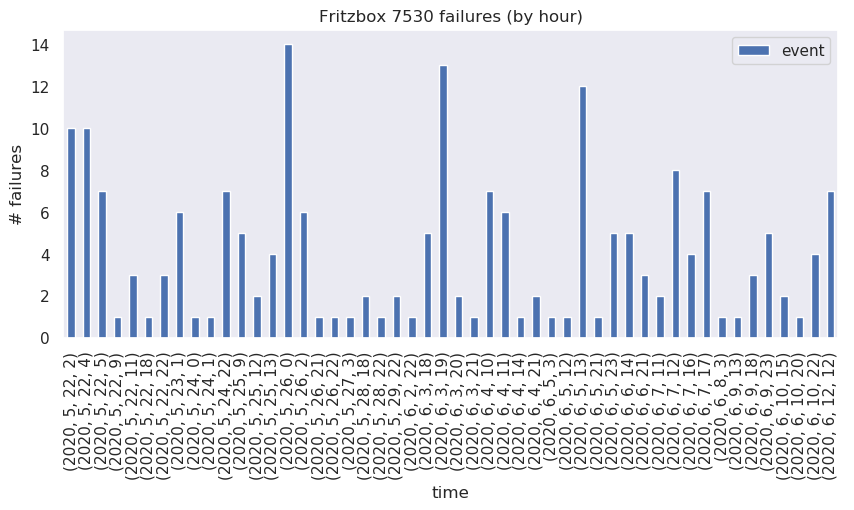 Fritzbox 7530 failures (by hour)
event
# failures
14
12
10
8
6
4
2
0
(2020, 5, 22, 2)
(2020, 5, 22, 4)
(2020, 5, 22, 5)
(2020, 5, 22, 9)
(2020, 5, 22, 11)
(2020, 5, 22, 18)
(2020, 5, 22, 22)
(2020, 5, 23, 1)
(2020, 5, 24, 0)
(2020, 5, 24, 1)
(2020, 5, 24, 22)
(2020, 5, 25, 9)
(2020, 5, 25, 12)
(2020, 5, 25, 13)
(2020, 5, 26, 0)
(2020, 5, 26, 2)
(2020, 5, 26, 21)
(2020, 5, 26, 22)
(2020, 5, 27, 3)
(2020, 5, 28, 18)
(2020, 5, 28, 22)
(2020, 5, 29, 22)
(2020, 6, 2, 22)
(2020, 6, 3, 18)
(2020, 6, 3, 19)
(2020, 6, 3, 20)
(2020, 6, 3, 21)
(2020, 6, 4, 10)
(2020, 6, 4, 11)
(2020, 6, 4, 14)
(2020, 6, 4, 21)
(2020, 6, 5, 3)
(2020, 6, 5, 12)
(2020, 6, 5, 13)
(2020, 6, 5, 21)
(2020, 6, 5, 23)
(2020, 6, 6, 14)
(2020, 6, 6, 21)
(2020, 6, 7, 11)
(2020, 6, 7, 12)
(2020, 6, 7, 16)
(2020, 6, 7, 17)
(2020, 6, 8, 3)
(2020, 6, 9, 13)
(2020, 6, 9, 18)
(2020, 6, 9, 23)
(2020, 6, 10, 15)
(2020, 6, 10, 20)
(2020, 6, 10, 22)
(2020, 6, 12, 12)
time